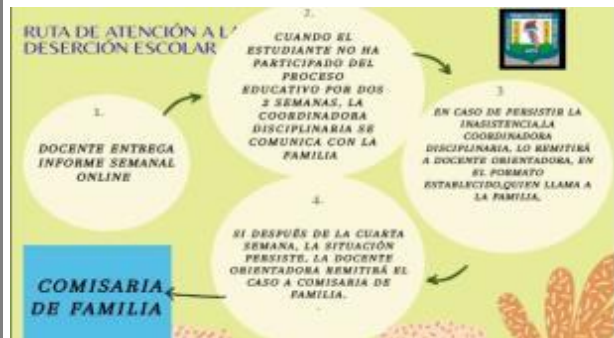 RUTA DE ATENCIÓN A LA
DESERCIÓN ESCOLAR
1.
DOCENTE ENTREGA
INFORME SEMANAL
ONLINE
2.
CUANDO EL
ESTUDIANTE NO HA
PARTICIPADO DEL
PROCESO
EDUCATIVO POR DOS
2 SEMANAS, LA
COORDINADORA
DISCIPLINARIA SE
COMUNICA CON LA
FAMILIA
3.
EN CASO DE PERSISTIR LA
INASISTENCIA,LA
COORDINADORA
DISCIPLINARIA, LO REMITIRÁ
A DOCENTE ORIENTADORA, EN
EL FORMATO
ESTABLECIDO,QUIEN LLAMA A
LA FAMILIA,
4.
SI DESPUÉS DE LA CUARTA
SEMANA, LA SITUACIÓN
PERSISTE, LA DOCENTE
ORIENTADORA REMITIRÁ EL
CASO A COMISARIA DE
FAMILIA.
COMISARIA
DE FAMILIA